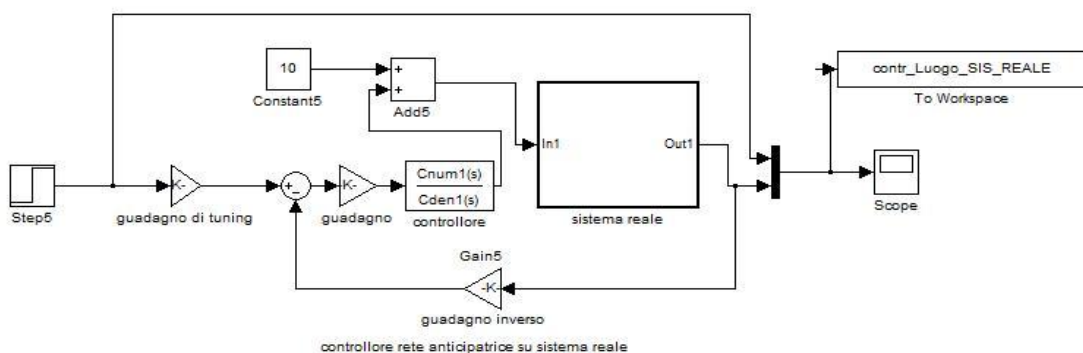 contr_Luogo_SIS_REALE
To Workspace
10
Constant5
+
+
Add5
In1
Out1
sistema reale
Scope
Step5
K-
guadagno di tuning
+
-
K-
guadagno
Cnum1(s)
Cden1(s)
controllore
Gain5
-K-
guadagno inverso
controllore rete anticipatrice su sistema reale